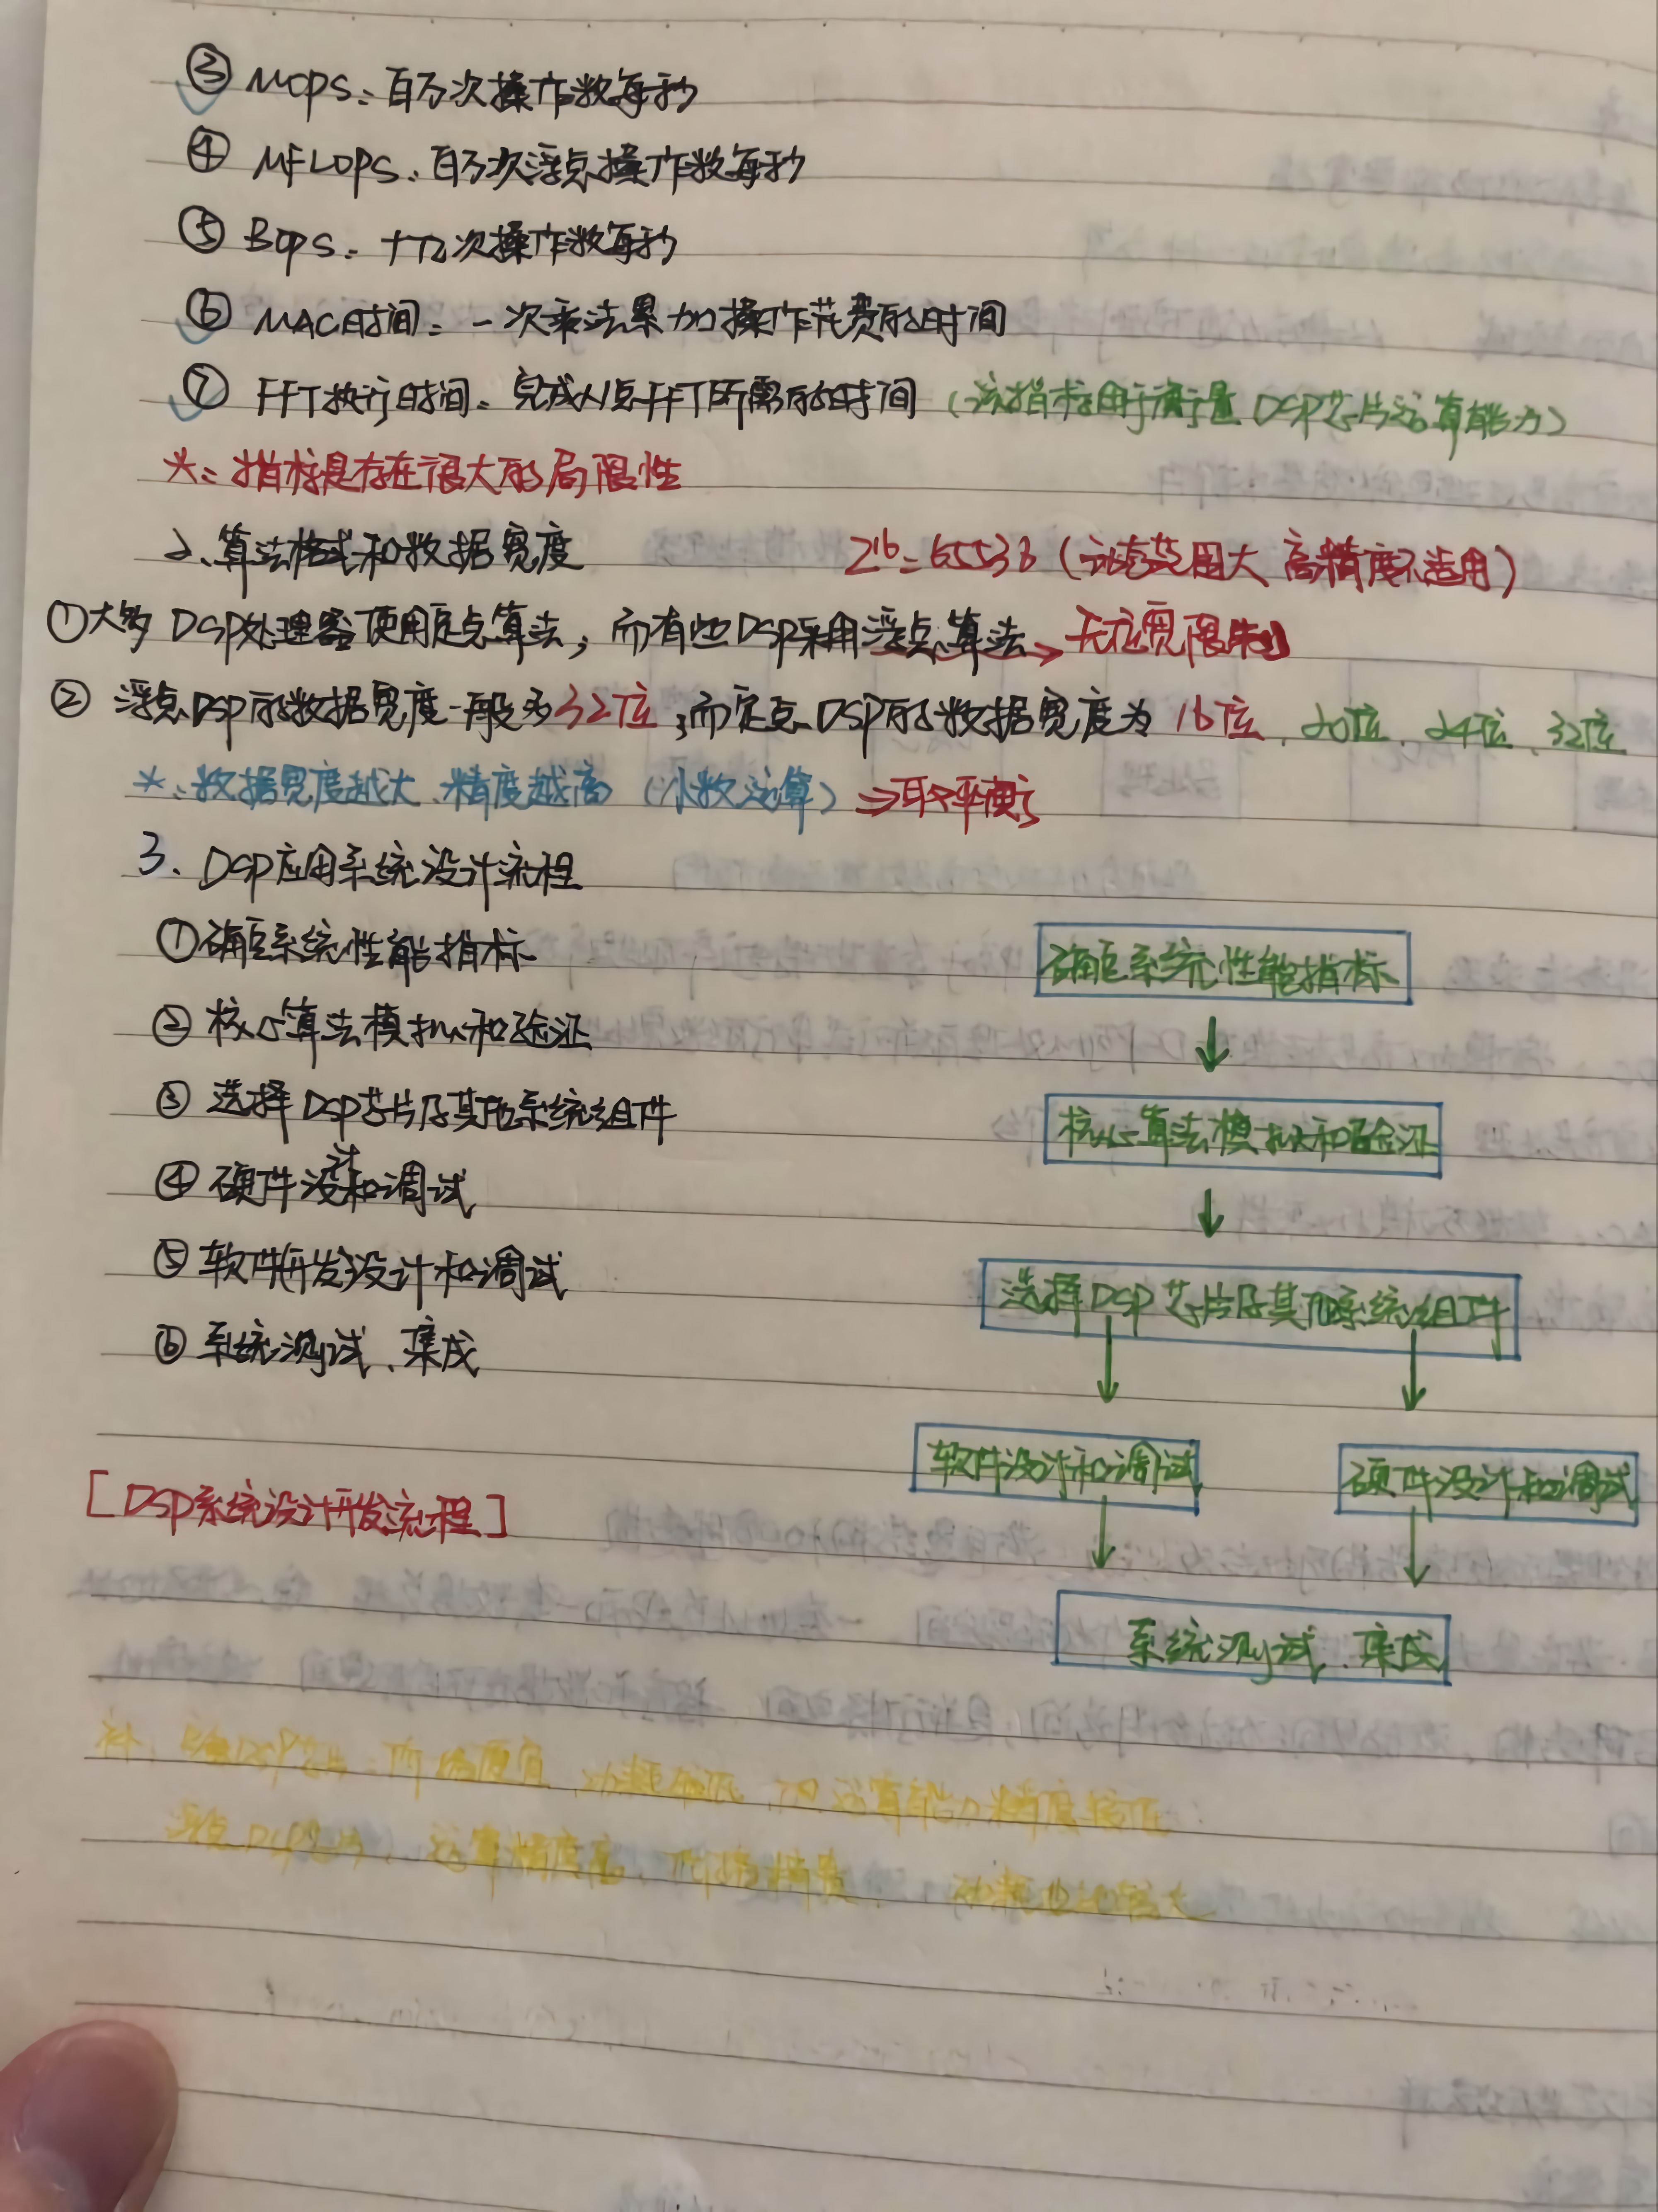 ③ MOPS：百万次操作数每秒
④ MFLOPS：百万次浮点操作数每秒
⑤ BOPS：十亿次操作数每秒
⑥ MAC时间：一次乘法累加操作花费的时间
⑦ FFT执行时间：完成N点FFT所需的时间（该指标用于衡量DSP芯片运算能力）
*：指标是存在很大的局限性
2、算法格式和数据宽度 2^16=65536（动态范围大 高精度不适用）
①大多DSP处理器使用定点算法，而有些DSP采用浮点算法→无位宽限制
② 浮点DSP的数据宽度一般为32位，而定点DSP的数据宽度为16位、20位、24位、32位
*：数据宽度越大、精度越高（小数运算）⇒取平衡
3、DSP应用系统设计流程
①确定系统性能指标
②核心算法模拟和验证
③选择DSP芯片及其他系统组件
④硬件设计和调试
⑤软件开发设计和调试
⑥系统测试、集成
确定系统性能指标
↓
核心算法模拟和验证
↓
选择DSP芯片及其他系统组件
↓ ↓
软件设计和调试 硬件设计和调试
↓ ↓
系统测试、集成
[DSP系统设计开发流程]
补：定点DSP芯片：价格便宜、功耗较低、但运算能力精度较低；
浮点DSP芯片：运算精度高、功耗也比较大